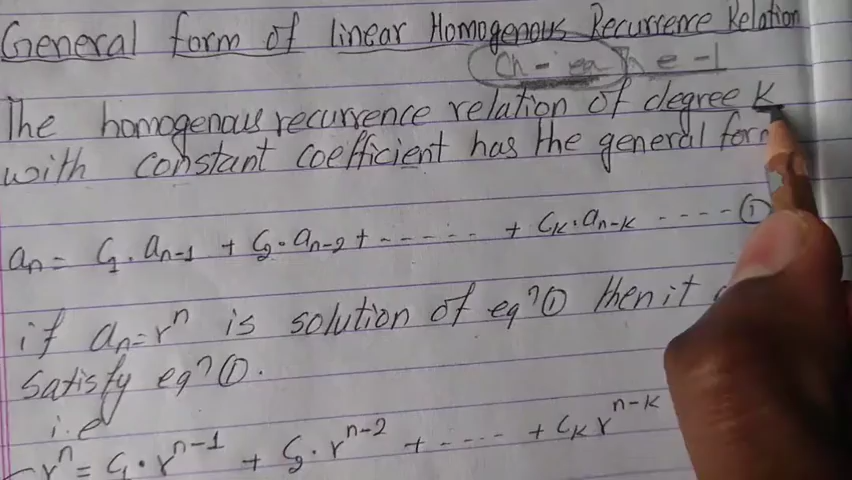 General form of linear Homogenous Recurrence Relation
The homogenous recurrence relation of degree K
with constant coefficient has the general form
an = C1 · an-1 + C2 · an-2 + ------ + CK · an-K ---- ①
if an = r^n is solution of eq? ① then it
Satisfy eq? ①.
i.e
r^n = C1 · r^n-1 + C2 · r^n-2 + ---- + CK r^n-k